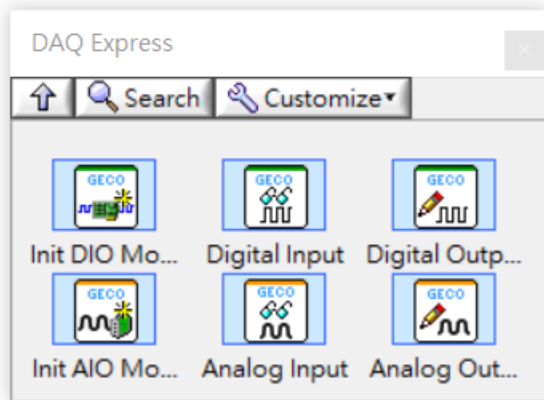 DAQ Express
Search Customize
GECO GECO GECO
Init DIO Mo... Digital Input Digital Outp...
GECO GECO GECO
Init AIO Mo... Analog Input Analog Out...